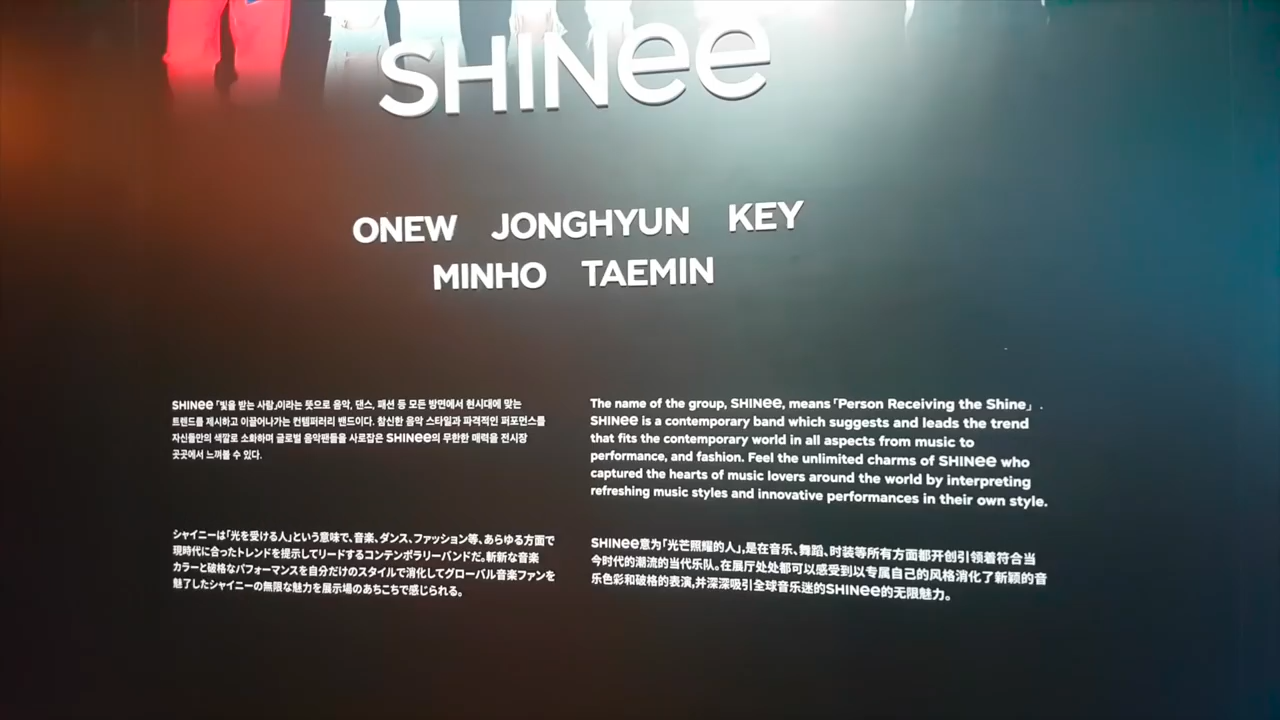 SHINee
ONEW JONGHYUN KEY
MINHO TAEMIN
SHINee 「빛을 받는 사람」이라는 뜻으로 음악, 댄스, 패션 등 모든 방면에서 현시대에 맞는
트렌드를 제시하고 이끌어나가는 컨템퍼러리 밴드이다. 참신한 음악 스타일과 파격적인 퍼포먼스를
자신들만의 색깔로 소화하며 글로벌 음악팬들을 사로잡은 SHINee의 무한한 매력을 전시장
곳곳에서 느껴볼 수 있다.
The name of the group, SHINee, means 「Person Receiving the Shine」 .
SHINee is a contemporary band which suggests and leads the trend
that fits the contemporary world in all aspects from music to
performance, and fashion. Feel the unlimited charms of SHINee who
captured the hearts of music lovers around the world by interpreting
refreshing music styles and innovative performances in their own style.
シャイニーは「光を受ける人」という意味で、音楽、ダンス、ファッション等、あらゆる方面で
現時代に合ったトレンドを提示してリードするコンテンポラリーバンドだ。斬新な音楽
カラーと破格なパフォーマンスを自分だけのスタイルで消化してグローバル音楽ファンを
魅了したシャイニーの無限な魅力を展示場のあちこちで感じられる。
SHINee意为「光芒照耀的人」,是在音乐、舞蹈、时装等所有方面都开创引领着符合当
今时代的潮流的当代乐队。在展厅处处都可以感受到以专属自己的风格消化了新颖的音
乐色彩和破格的表演,并深深吸引全球音乐迷的SHINee的无限魅力。